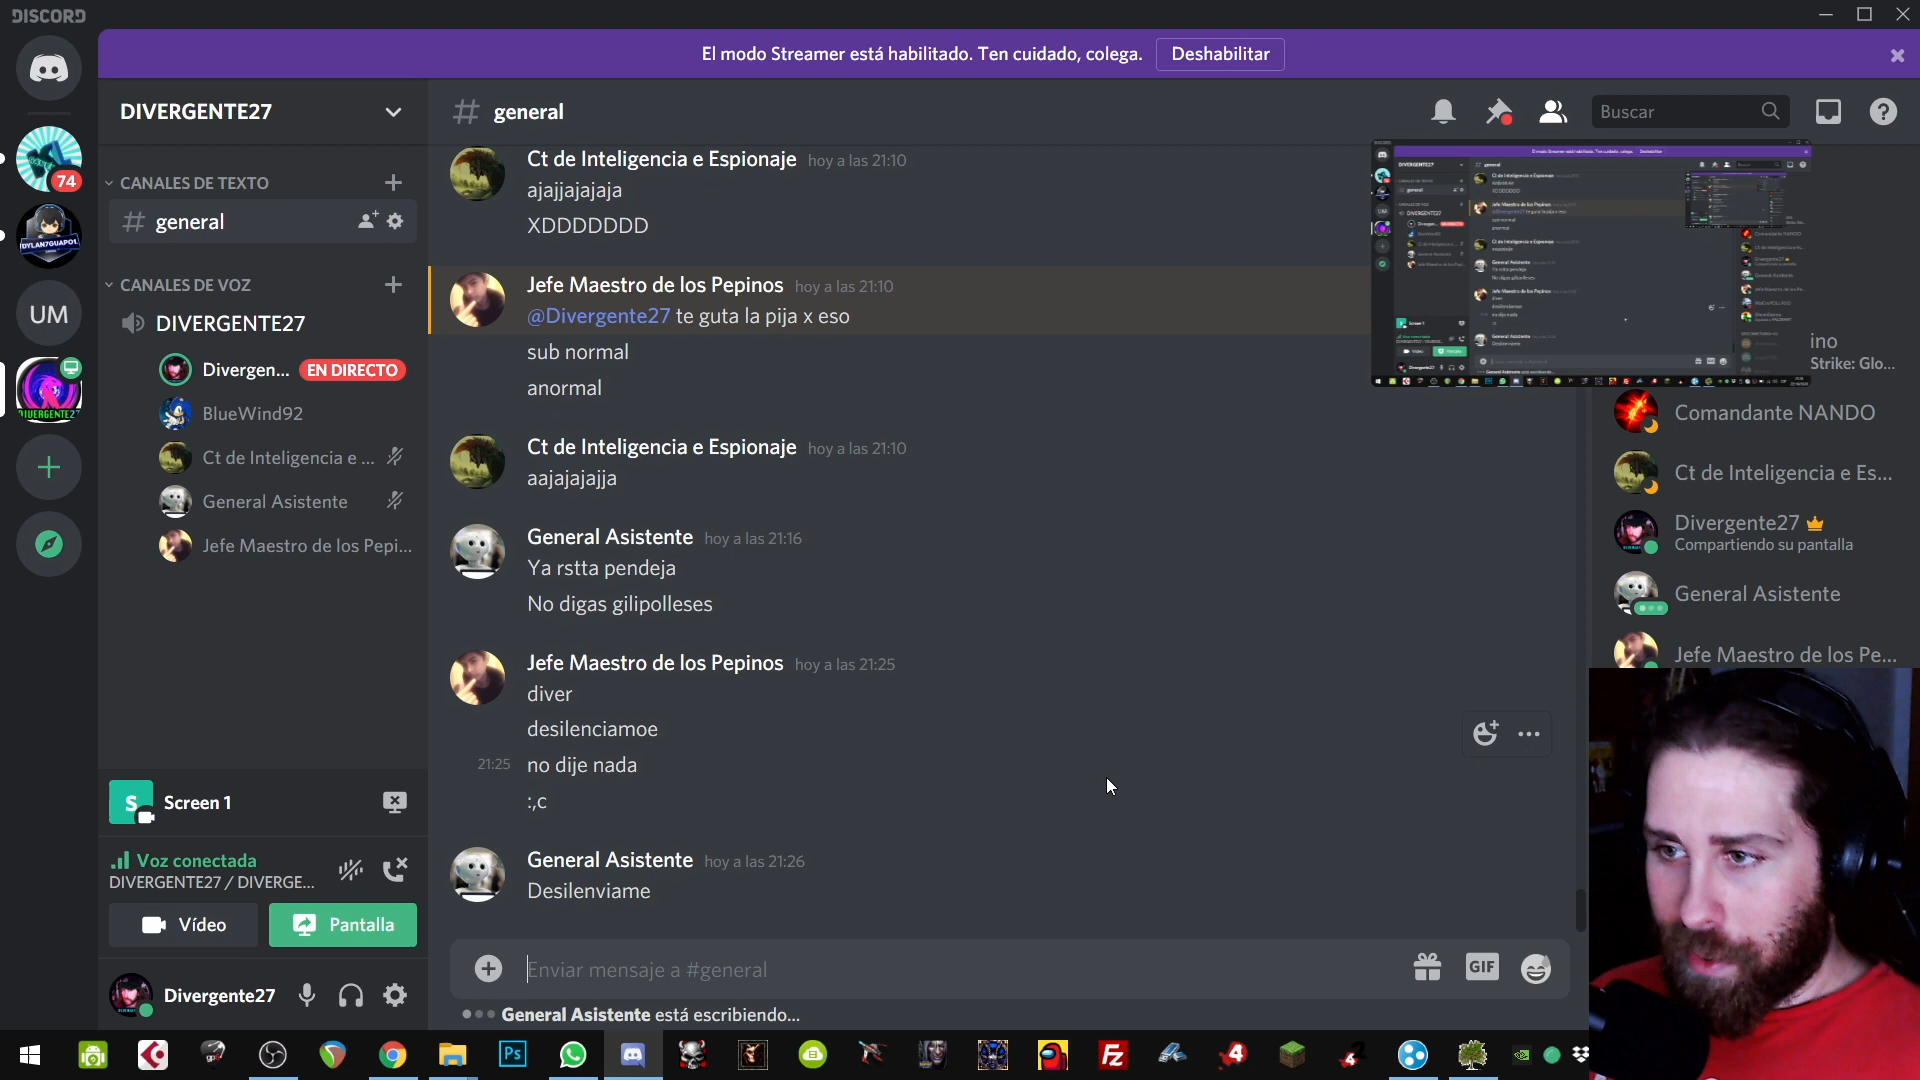 DISCORD
El modo Streamer está habilitado. Ten cuidado, colega.
Deshabilitar
DIVERGENTE27
general
Buscar
CANALES DE TEXTO
general
CANALES DE VOZ
DIVERGENTE27
Divergen... EN DIRECTO
BlueWind92
Ct de Inteligencia e ...
General Asistente
Jefe Maestro de los Pepi...
74
DYLAN7GUAPO1
UM
DIVERGENTE27
Ct de Inteligencia e Espionaje hoy a las 21:10
ajajjajajaja
XDDDDDDD
Jefe Maestro de los Pepinos hoy a las 21:10
@Divergente27 te guta la pija x eso
sub normal
anormal
Ct de Inteligencia e Espionaje hoy a las 21:10
aajajajajja
General Asistente hoy a las 21:16
Ya rstta pendeja
No digas gilipolleses
Jefe Maestro de los Pepinos hoy a las 21:25
diver
desilenciamoe
21:25 no dije nada
:,c
General Asistente hoy a las 21:26
Desilenviame
Enviar mensaje a #general
GIF
General Asistente está escribiendo...
ino
Strike: Glo...
Comandante NANDO
Ct de Inteligencia e Es...
Divergente27
Compartiendo su pantalla
General Asistente
Jefe Maestro de los Pe...
S
Screen 1
Voz conectada
DIVERGENTE27 / DIVERGE...
Vídeo
Pantalla
Divergente27
Ps
FZ